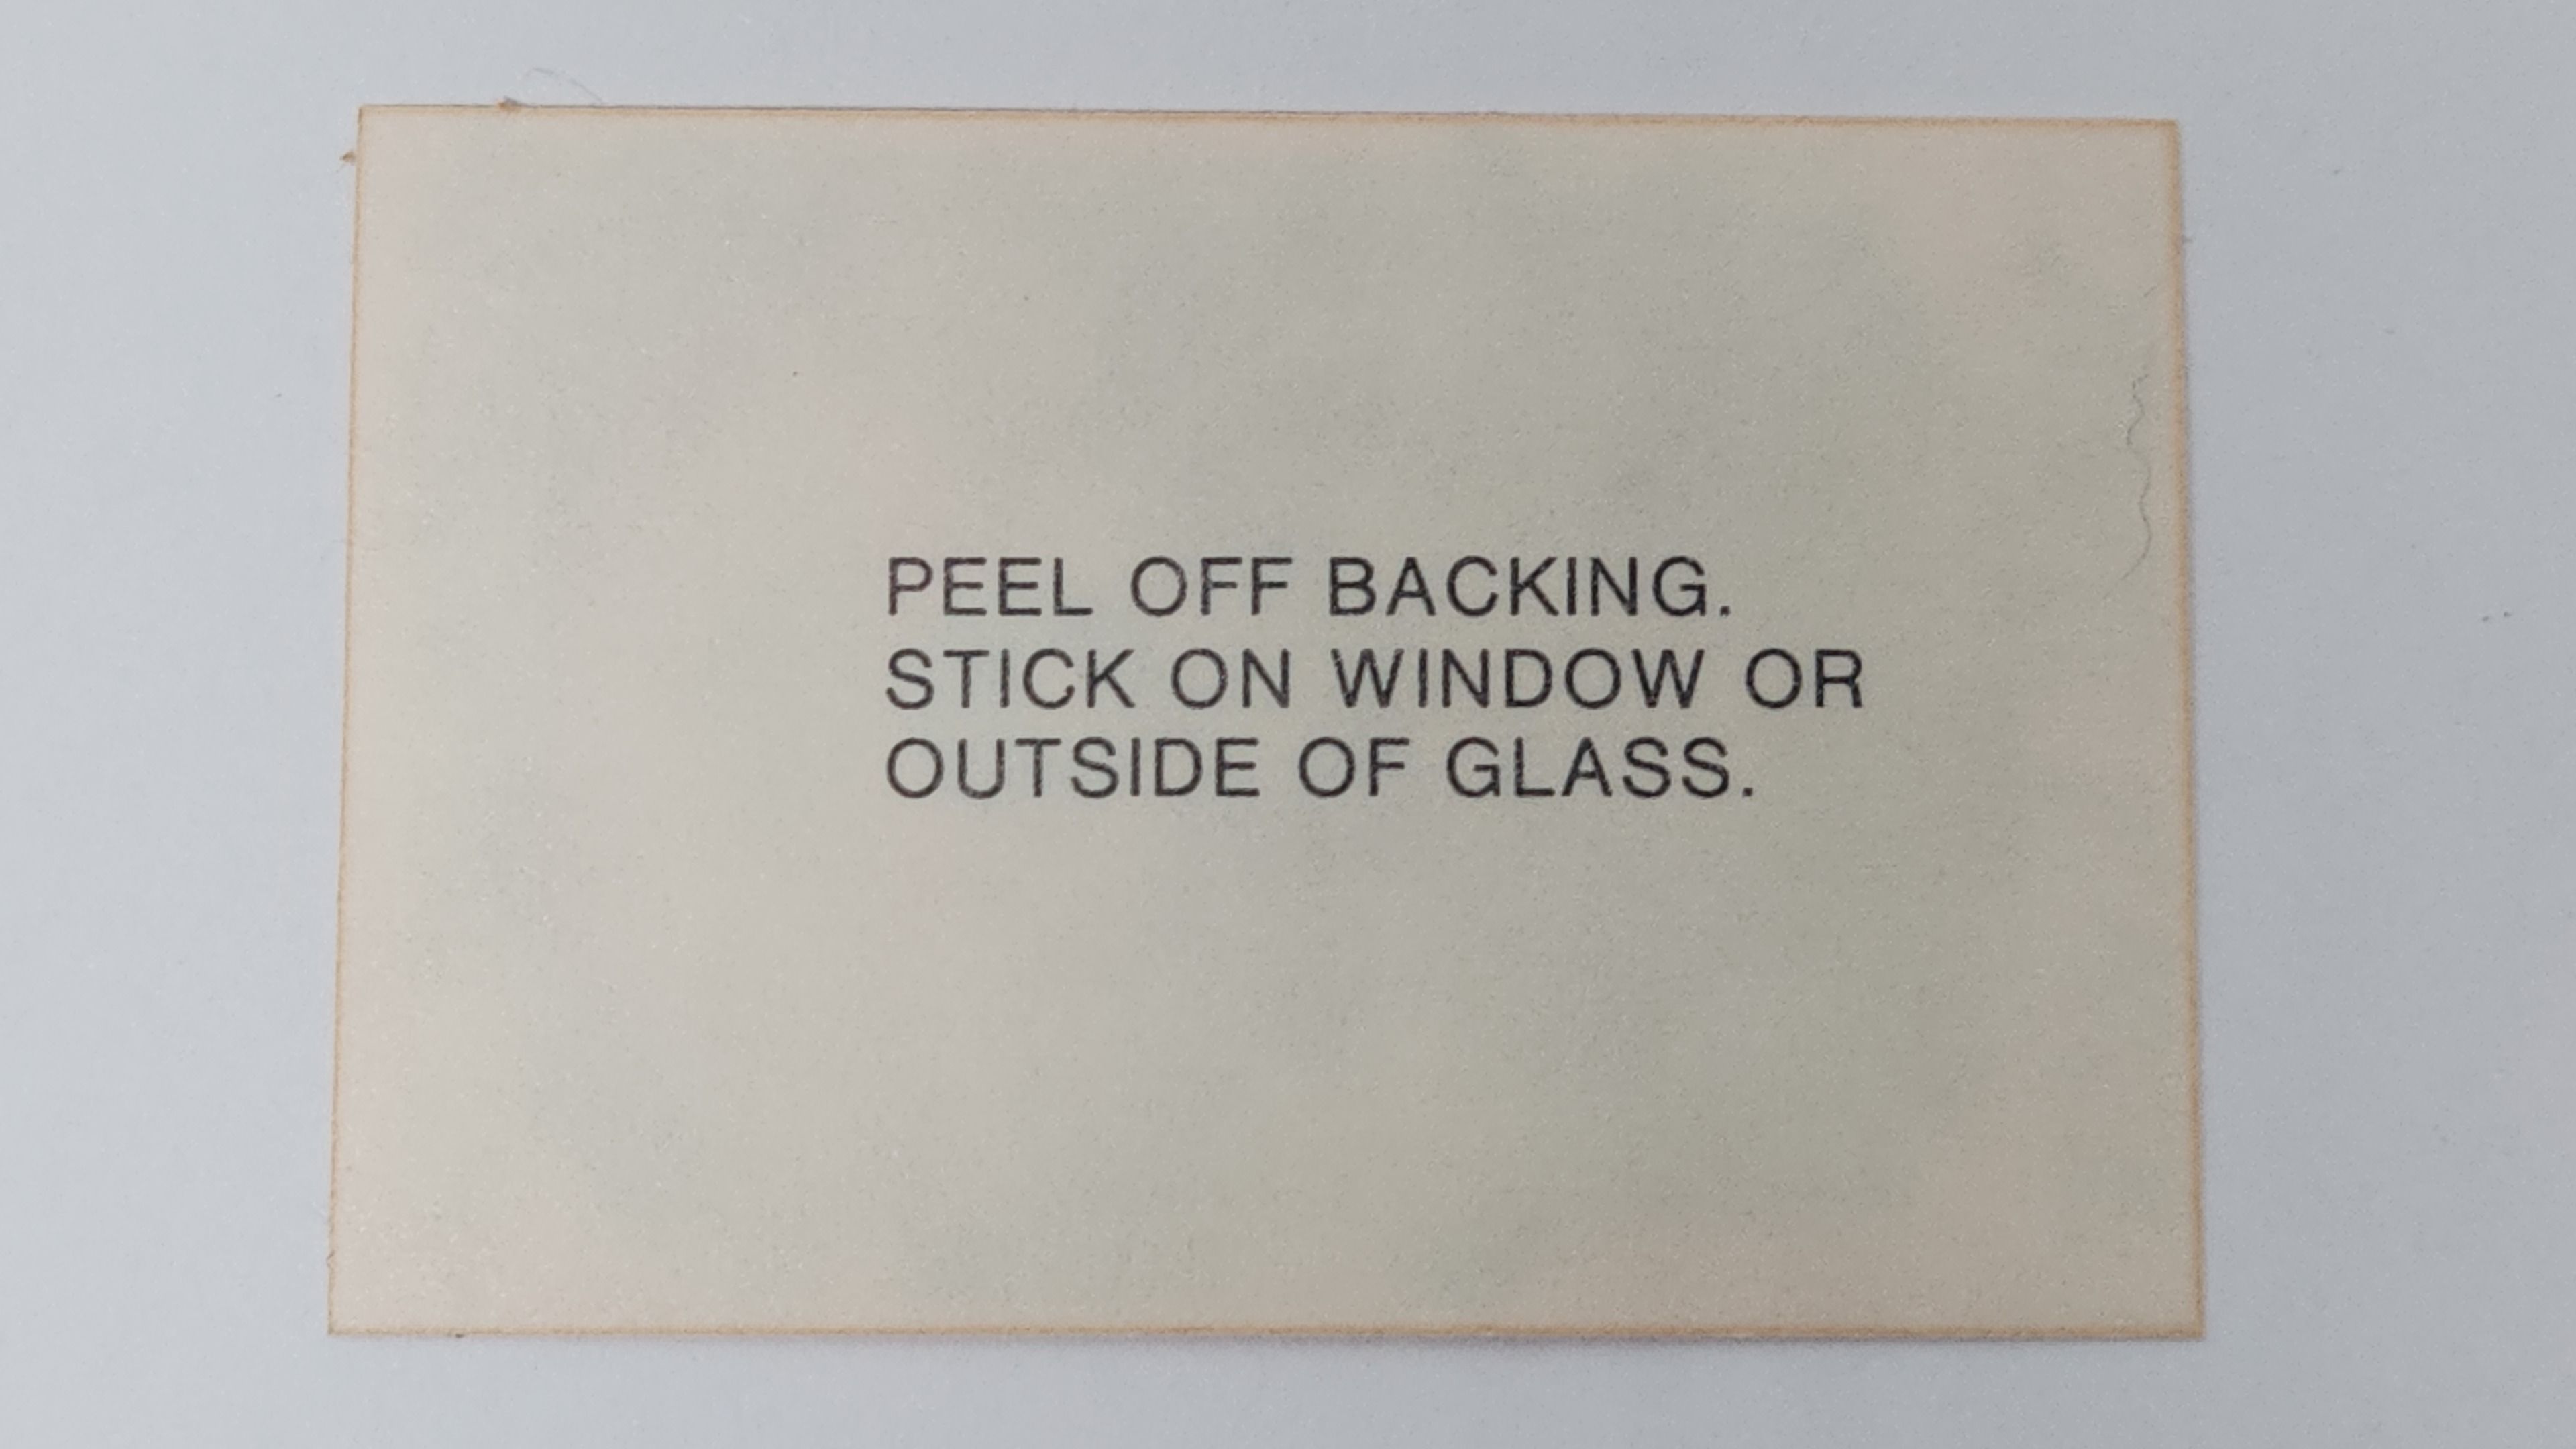 PEEL OFF BACKING.
STICK ON WINDOW OR
OUTSIDE OF GLASS.